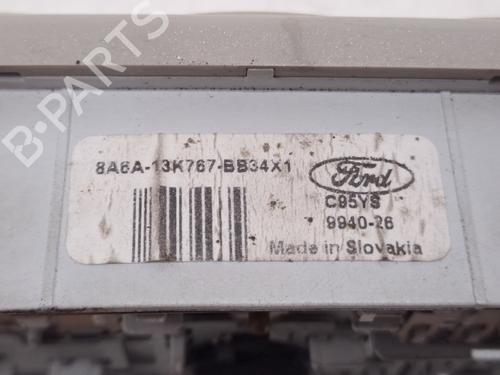 B-PARTS
8A6A-13K767-BB34X1
Ford
C95YS
9940-26
Made in Slovakia